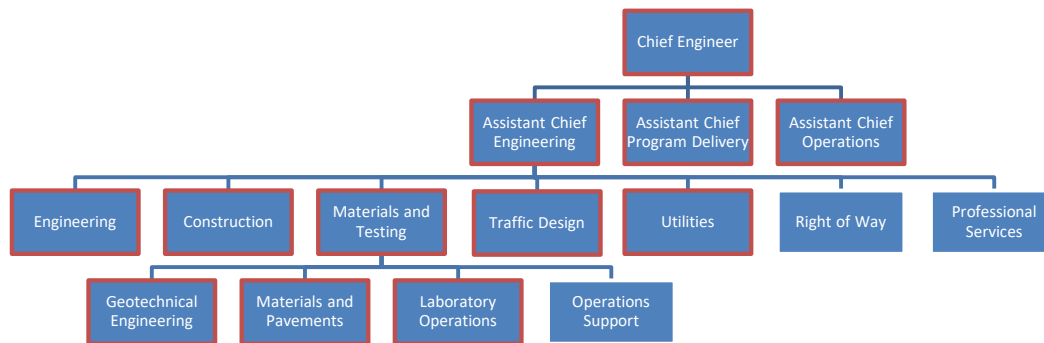 Chief Engineer
Assistant Chief
Engineering
Assistant Chief
Program Delivery
Assistant Chief
Operations
Engineering
Construction
Materials and
Testing
Traffic Design
Utilities
Right of Way
Professional
Services
Geotechnical
Engineering
Materials and
Pavements
Laboratory
Operations
Operations
Support